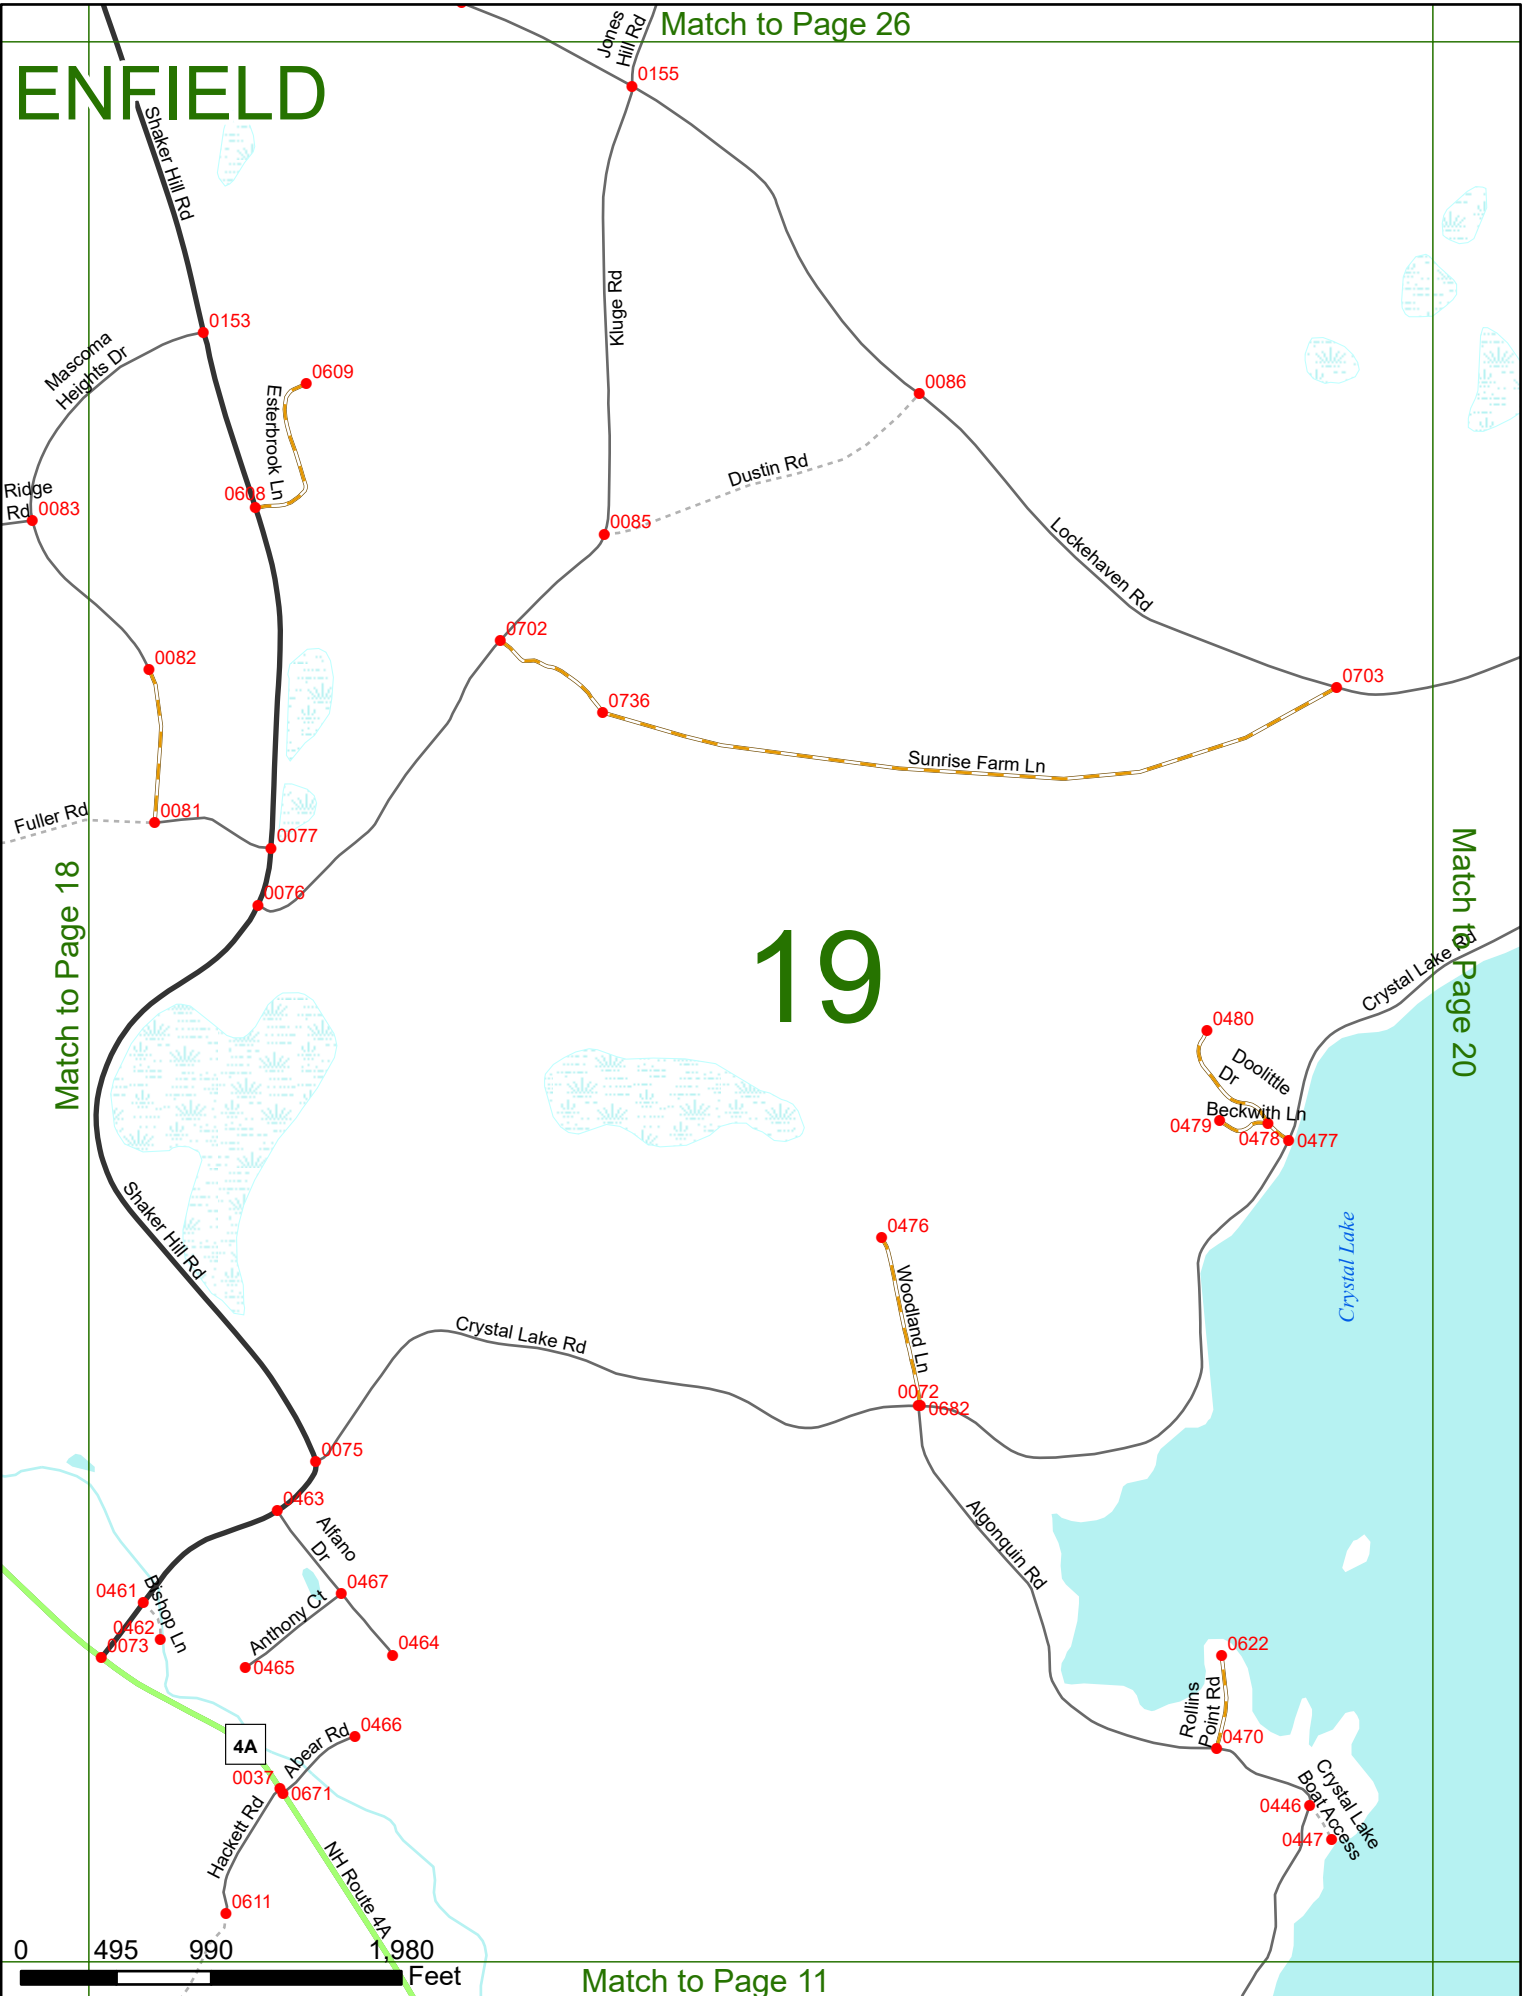 Match to Page 26
ENFIELD
Jones
Hill Rd
0155
Shaker Hill Rd
Kluge Rd
0153
Mascoma
Heights Dr
0609
Esterbrook Ln
0086
Dustin Rd
Ridge
Rd
0083
0608
0085
Lockehaven Rd
0702
0082
0703
0736
Sunrise Farm Ln
Fuller Rd
0081
0077
0076
Match to Page 18
Match to Page 20
19
Crystal Lake Rd
0480
Doolittle
Dr
Beckwith Ln
0479
0478
0477
Shaker Hill Rd
Crystal Lake
0476
Woodland Ln
Crystal Lake Rd
0072
0682
0075
0463
Alfano
Dr
Algonquin Rd
0461
Bishop Ln
0467
0462
0073
Anthony Ct
0464
0465
0622
Rollins
Point Rd
0466
0470
4A
Abear Rd
0037
0671
Crystal Lake
Boat Access
0446
0447
Hackett Rd
NH Route 4A
0611
0 495 990 1,980
Feet
Match to Page 11